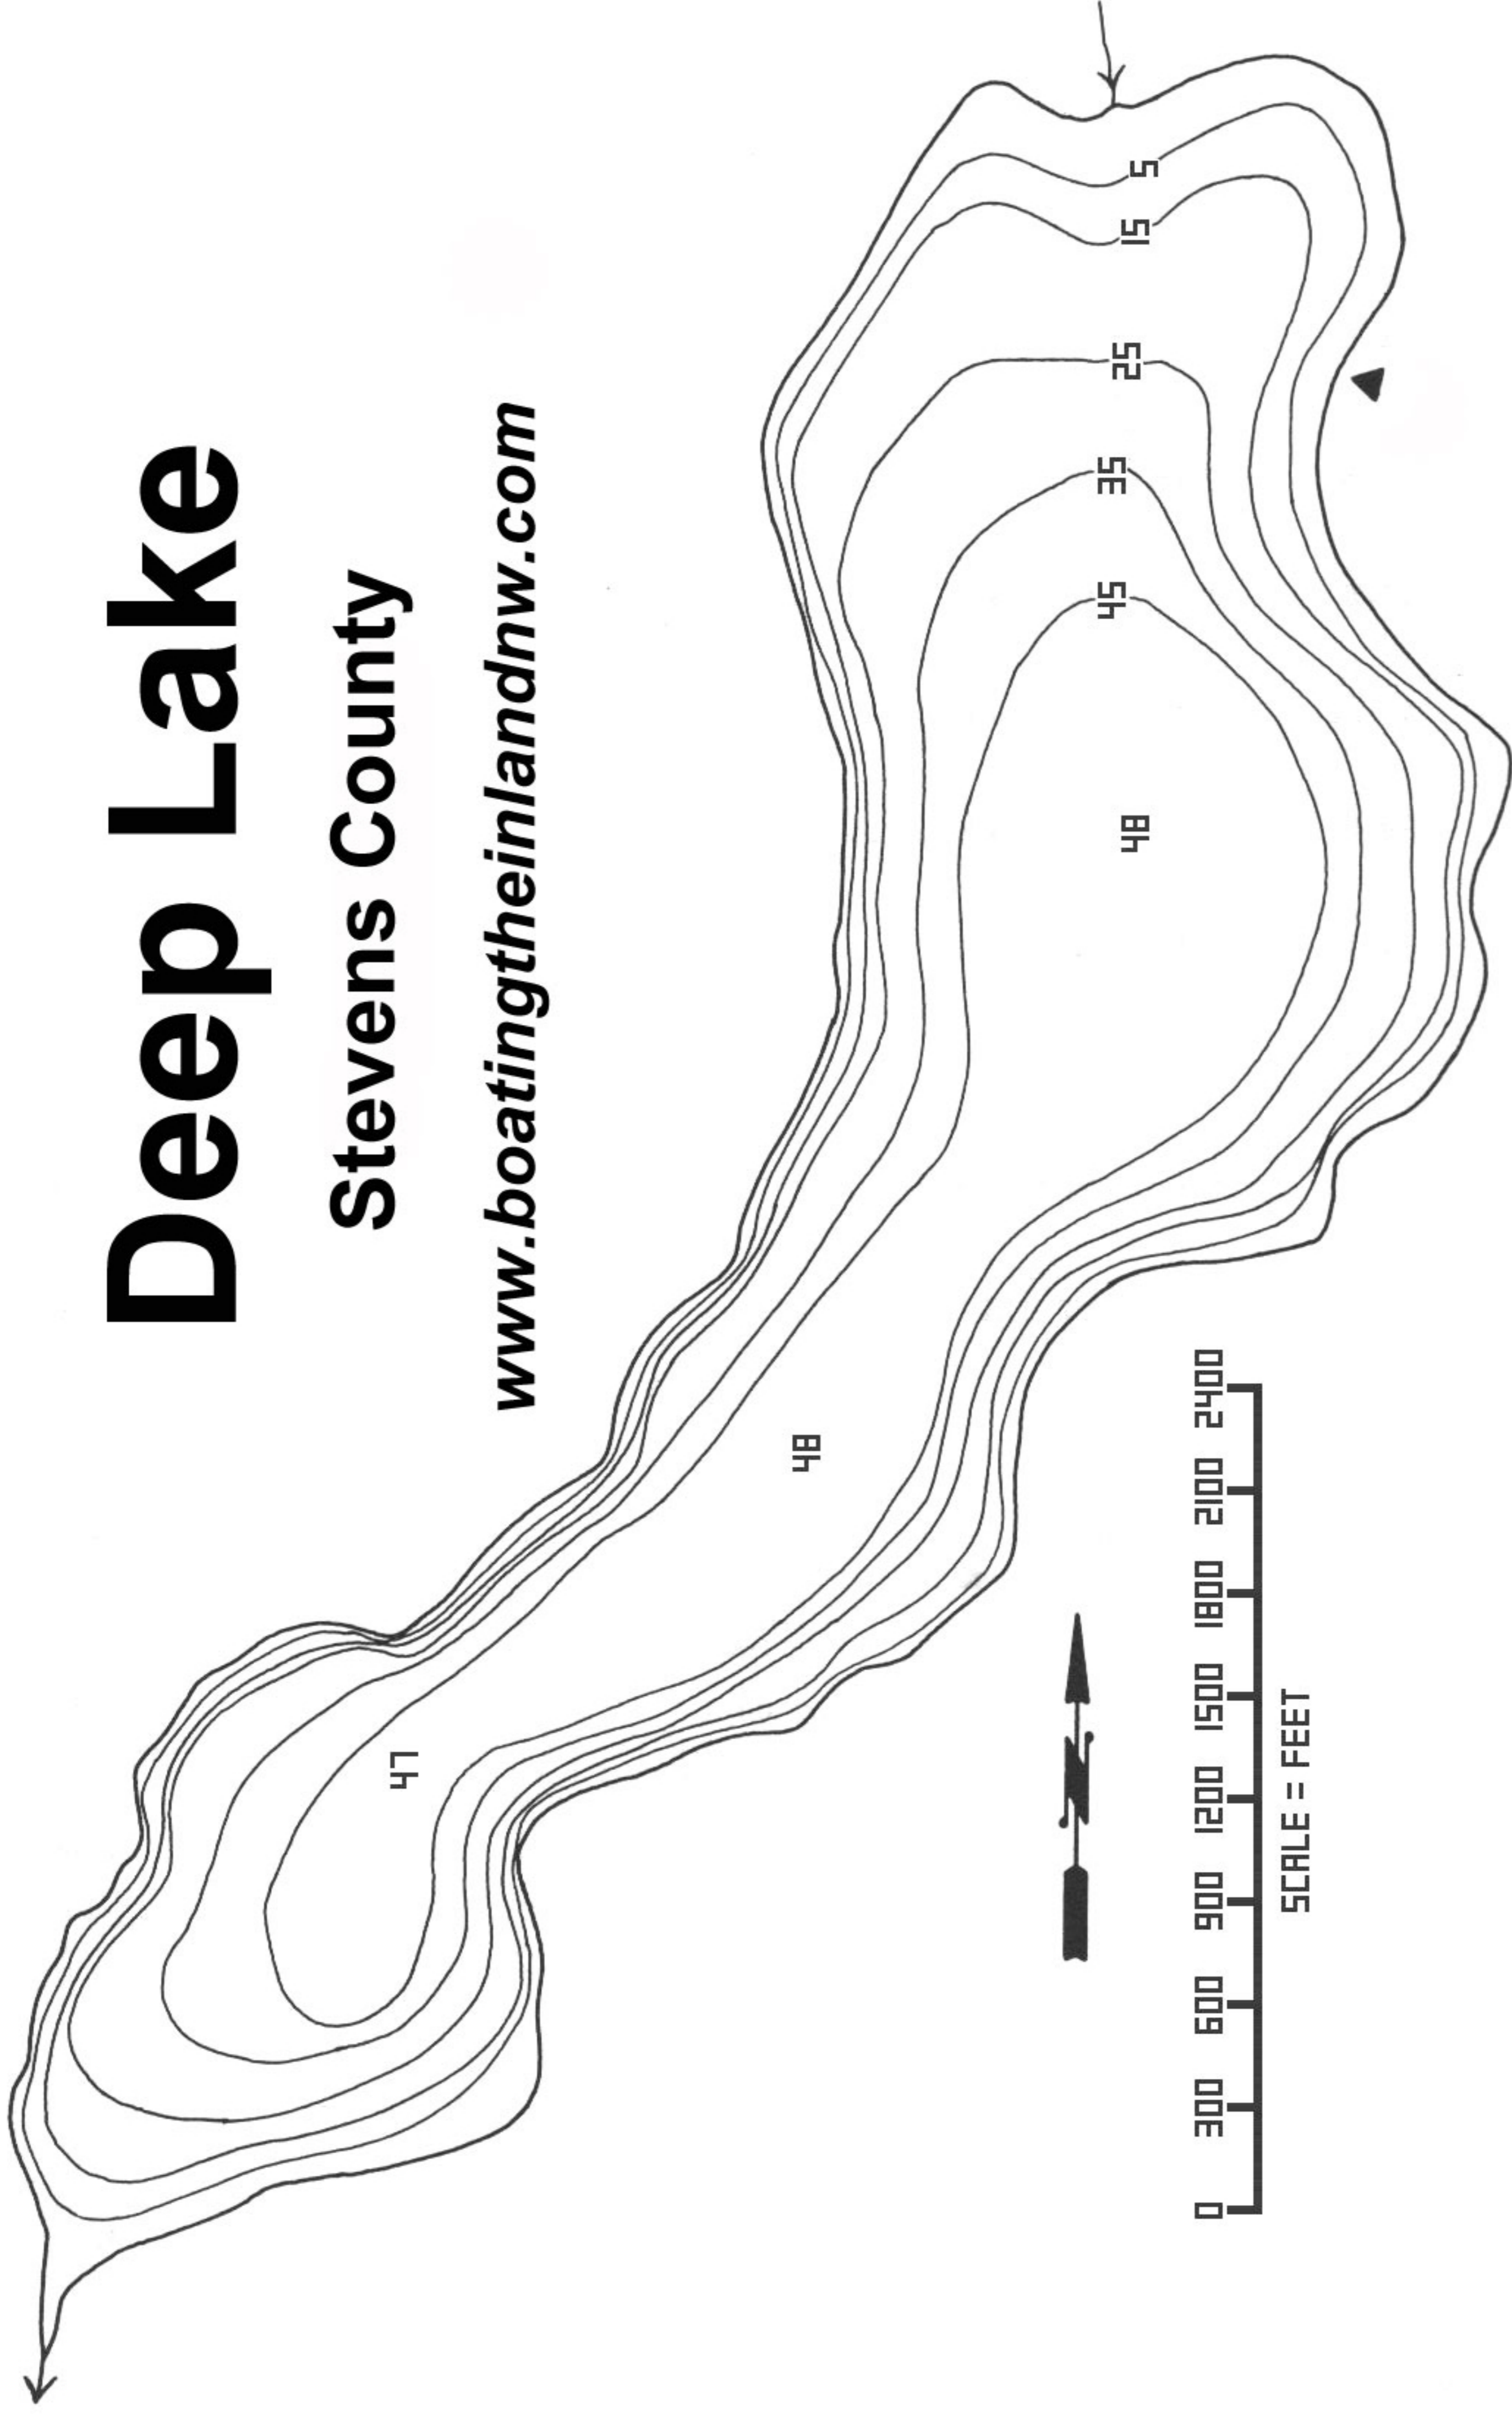 Deep Lake
Stevens County
www.boatingtheinlandnw.com
5
15
25
35
45
48
48
47
N
0 300 600 900 1200 1500 1800 2100 2400
SCALE = FEET